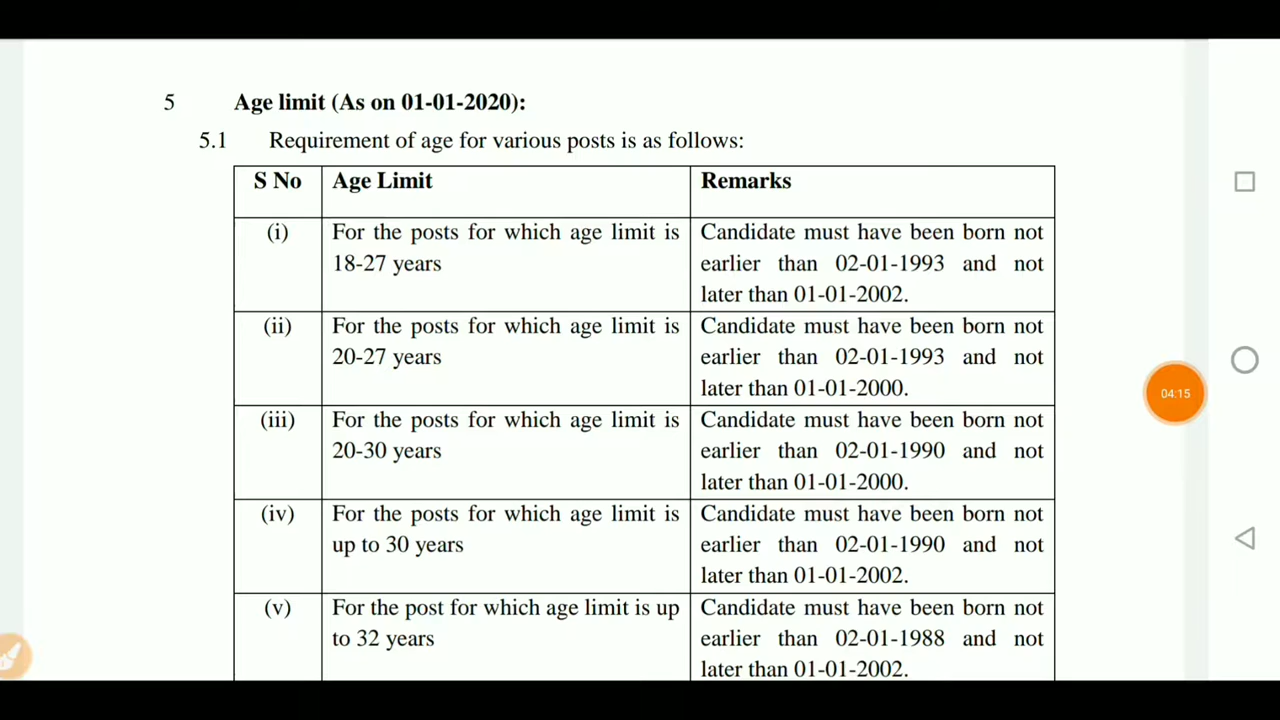 5 Age limit (As on 01-01-2020):
5.1 Requirement of age for various posts is as follows:
S No Age Limit Remarks
(i) For the posts for which age limit is Candidate must have been born not
18-27 years earlier than 02-01-1993 and not
later than 01-01-2002.
(ii) For the posts for which age limit is Candidate must have been born not
20-27 years earlier than 02-01-1993 and not
later than 01-01-2000.
(iii) For the posts for which age limit is Candidate must have been born not
20-30 years earlier than 02-01-1990 and not
later than 01-01-2000.
(iv) For the posts for which age limit is Candidate must have been born not
up to 30 years earlier than 02-01-1990 and not
later than 01-01-2002.
(v) For the post for which age limit is up Candidate must have been born not
to 32 years earlier than 02-01-1988 and not
later than 01-01-2002.
04:15